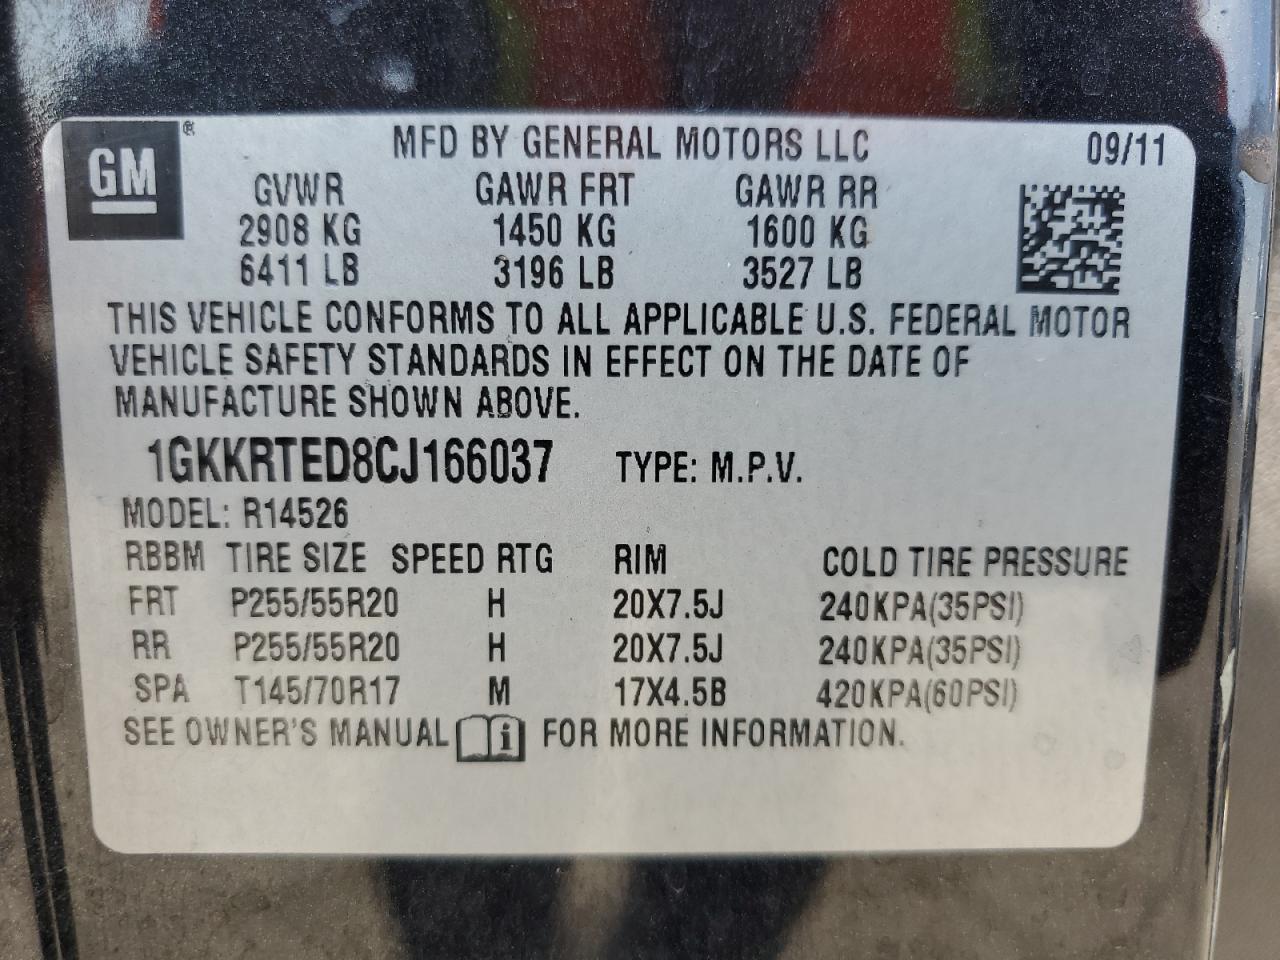 GM®
MFD BY GENERAL MOTORS LLC 09/11
GVWR GAWR FRT GAWR RR
2908 KG 1450 KG 1600 KG
6411 LB 3196 LB 3527 LB
THIS VEHICLE CONFORMS TO ALL APPLICABLE U.S. FEDERAL MOTOR
VEHICLE SAFETY STANDARDS IN EFFECT ON THE DATE OF
MANUFACTURE SHOWN ABOVE.
1GKKRTED8CJ166037 TYPE: M.P.V.
MODEL: R14526
RBBM TIRE SIZE SPEED RTG RIM COLD TIRE PRESSURE
FRT P255/55R20 H 20X7.5J 240KPA(35PSI)
RR P255/55R20 H 20X7.5J 240KPA(35PSI)
SPA T145/70R17 M 17X4.5B 420KPA(60PSI)
SEE OWNER'S MANUAL i FOR MORE INFORMATION.